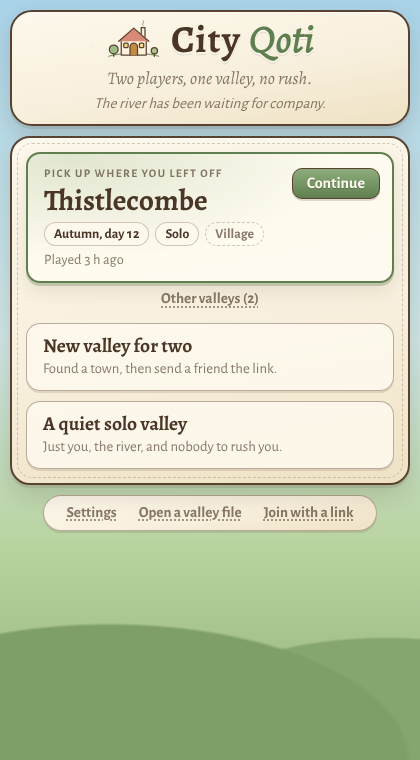 City Qoti
Two players, one valley, no rush.
The river has been waiting for company.
PICK UP WHERE YOU LEFT OFF
Continue
Thistlecombe
Autumn, day 12 Solo Village
Played 3 h ago
Other valleys (2)
New valley for two
Found a town, then send a friend the link.
A quiet solo valley
Just you, the river, and nobody to rush you.
Settings Open a valley file Join with a link